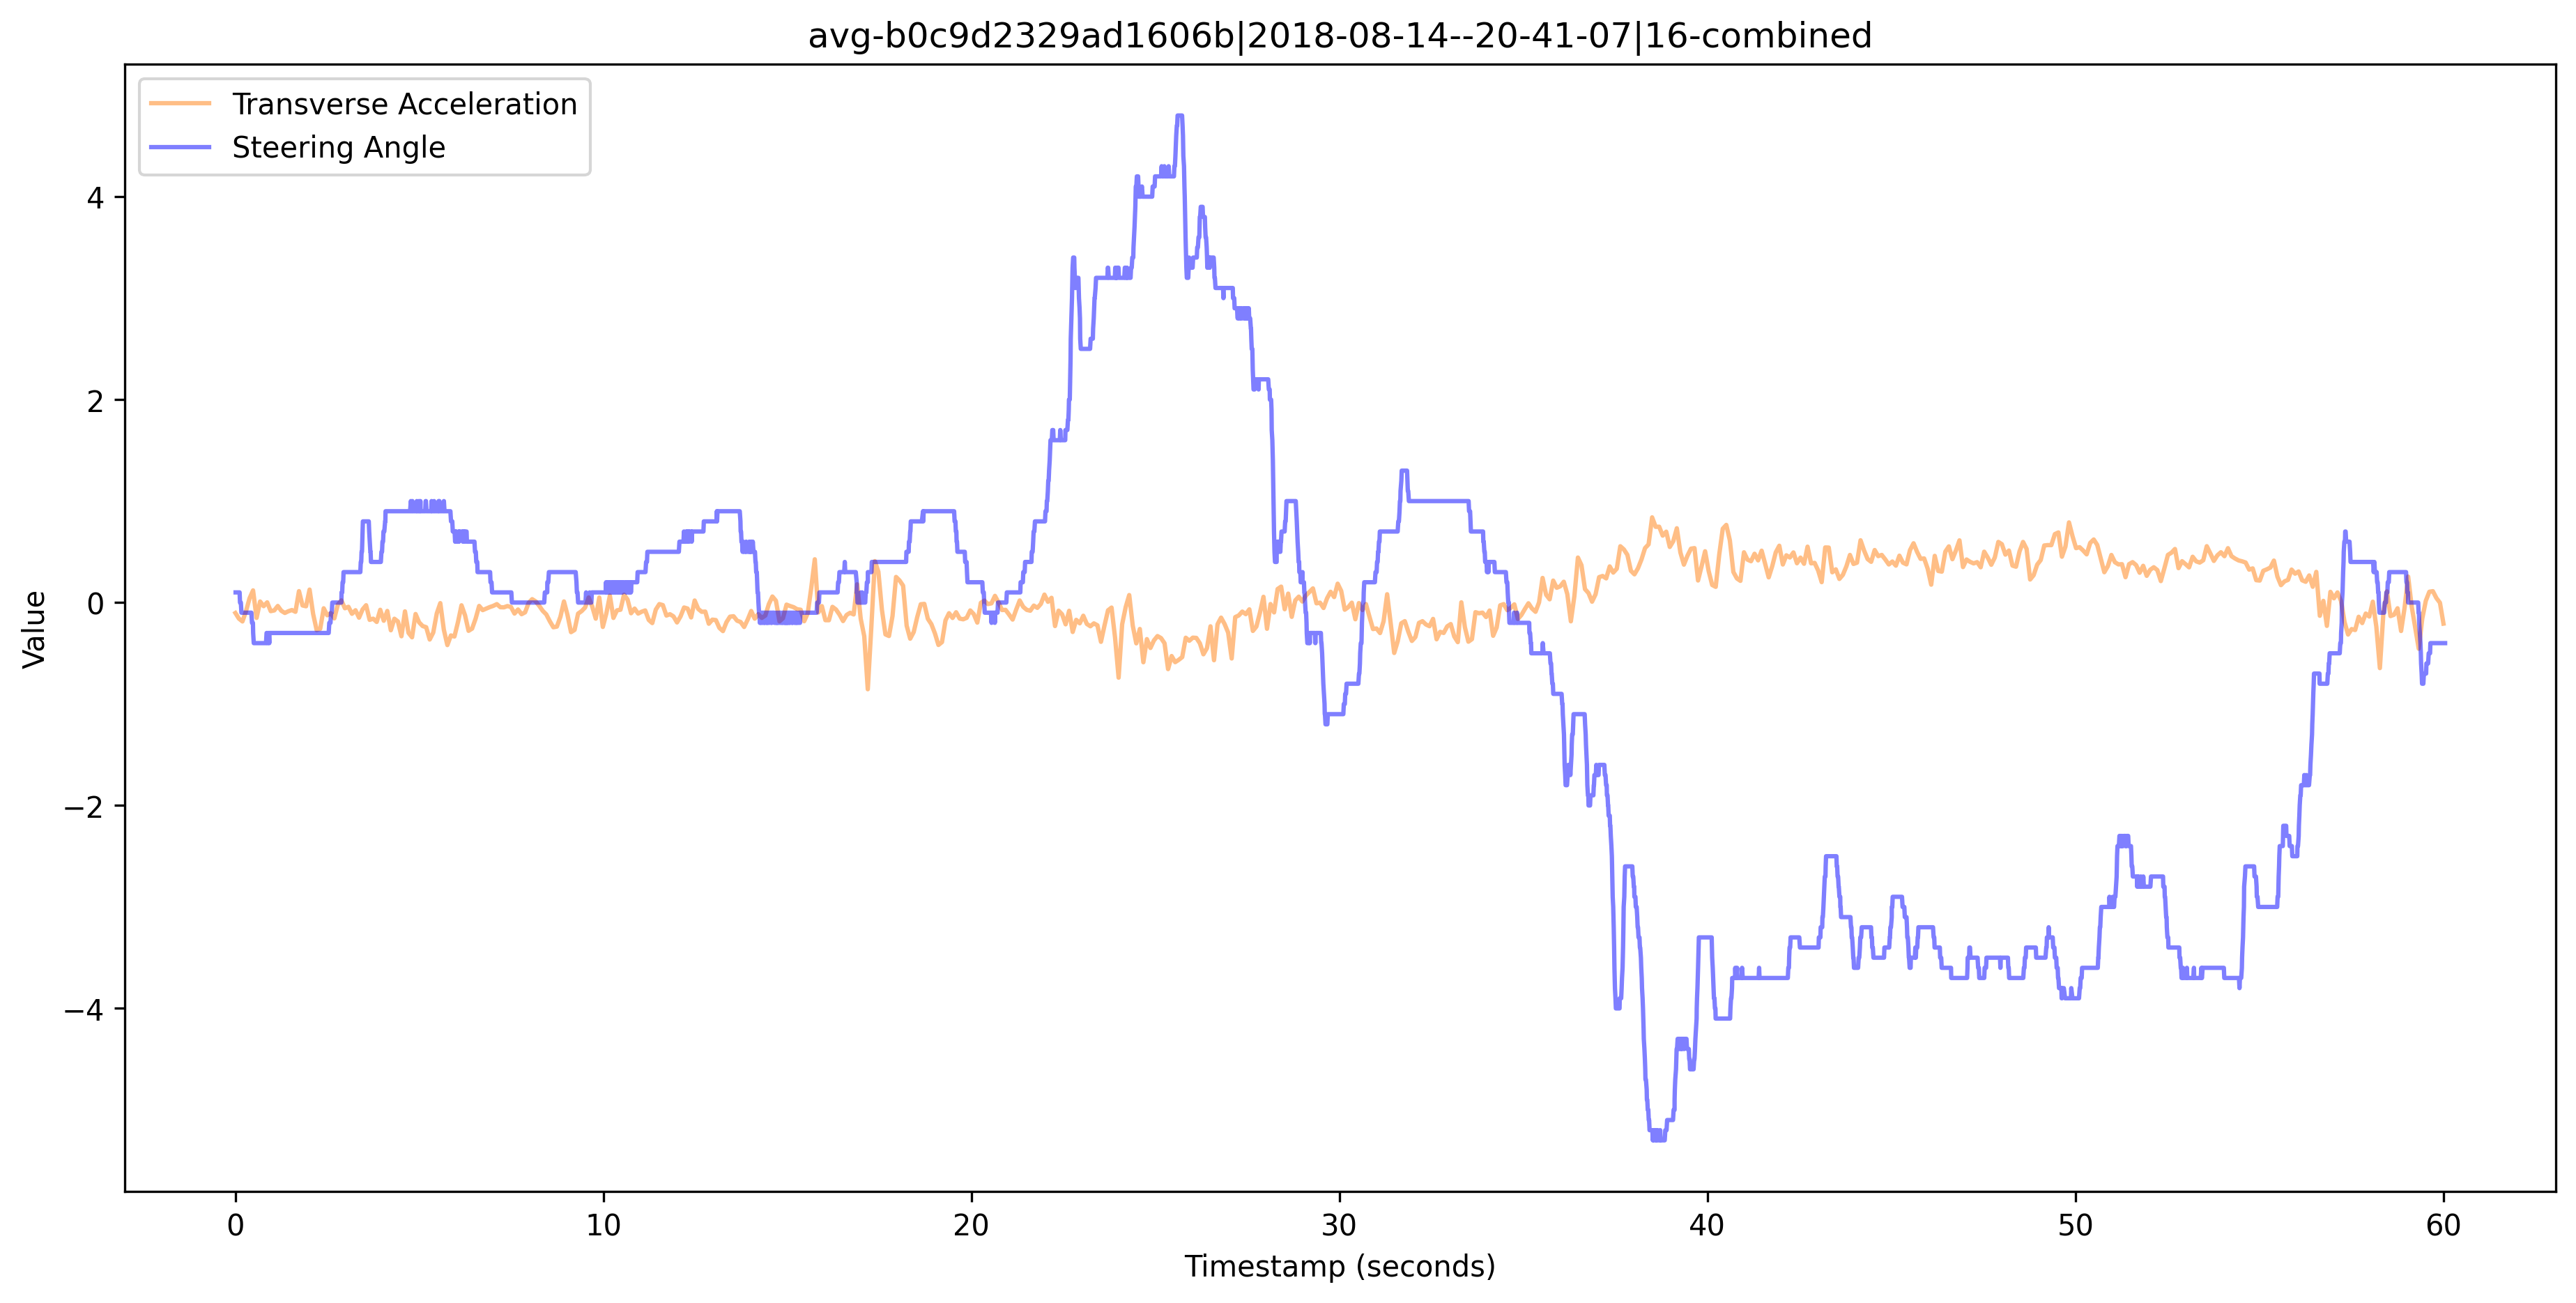 avg-b0c9d2329ad1606b|2018-08-14--20-41-07|16-combined
Transverse Acceleration
Steering Angle
Value
4
2
0
−2
−4
0 10 20 30 40 50 60
Timestamp (seconds)